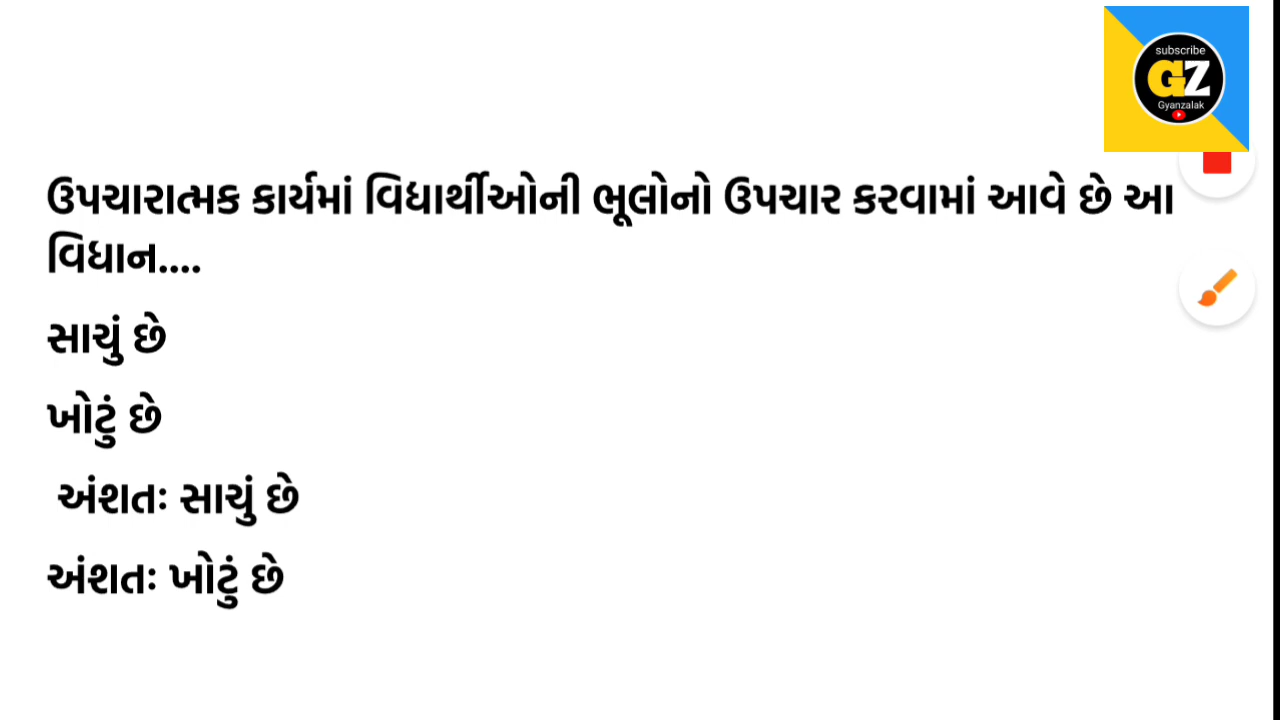 subscribe
GZ
Gyanzalak
ઉપચારાત્મક કાર્યમાં વિદ્યાર્થીઓની ભૂલોનો ઉપચાર કરવામાં આવે છે આ
વિધાન....
સાચું છે
ખોટું છે
અંશતઃ સાચું છે
અંશતઃ ખોટું છે